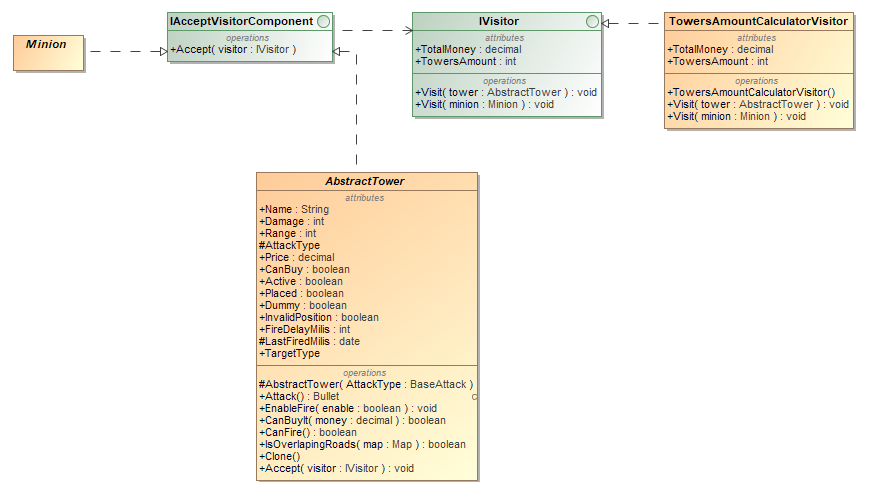 Minion
IAcceptVisitorComponent
operations
+Accept( visitor : IVisitor )
IVisitor
attributes
+TotalMoney : decimal
+TowersAmount : int
operations
+Visit( tower : AbstractTower ) : void
+Visit( minion : Minion ) : void
TowersAmountCalculatorVisitor
attributes
+TotalMoney : decimal
+TowersAmount : int
operations
+TowersAmountCalculatorVisitor()
+Visit( tower : AbstractTower ) : void
+Visit( minion : Minion ) : void
AbstractTower
attributes
+Name : String
+Damage : int
+Range : int
#AttackType
+Price : decimal
+CanBuy : boolean
+Active : boolean
+Placed : boolean
+Dummy : boolean
+InvalidPosition : boolean
+FireDelayMilis : int
#LastFiredMilis : date
+TargetType
operations
#AbstractTower( AttackType : BaseAttack )
+Attack() : Bullet
+EnableFire( enable : boolean ) : void
+CanBuyIt( money : decimal ) : boolean
+CanFire() : boolean
+IsOverlapingRoads( map : Map ) : boolean
+Clone()
+Accept( visitor : IVisitor ) : void